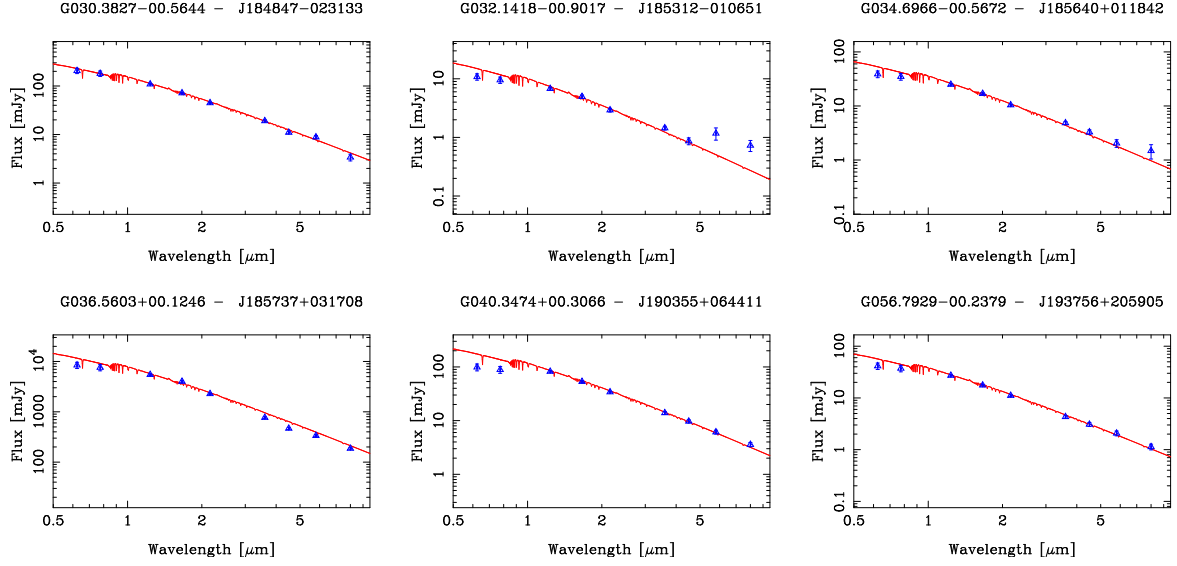 G030.3827−00.5644 − J184847−023133
Flux [mJy]
100
10
1
0.5 1 2 5
Wavelength [μm]
G032.1418−00.9017 − J185312−010651
Flux [mJy]
10
1
0.1
0.5 1 2 5
Wavelength [μm]
G034.6966−00.5672 − J185640+011842
Flux [mJy]
100
10
1
0.1
0.5 1 2 5
Wavelength [μm]
G036.5603+00.1246 − J185737+031708
Flux [mJy]
10⁴
1000
100
0.5 1 2 5
Wavelength [μm]
G040.3474+00.3066 − J190355+064411
Flux [mJy]
100
10
1
0.5 1 2 5
Wavelength [μm]
G056.7929−00.2379 − J193756+205905
Flux [mJy]
100
10
1
0.1
0.5 1 2 5
Wavelength [μm]